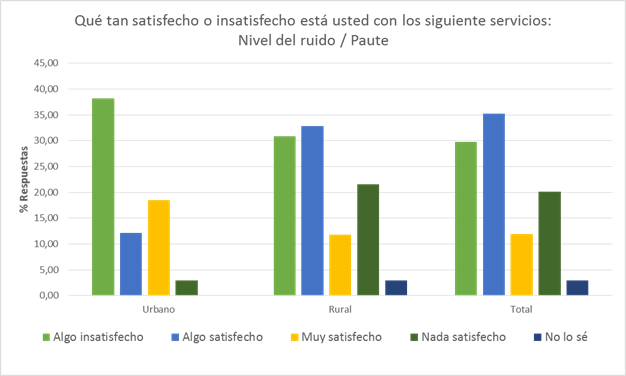 Qué tan satisfecho o insatisfecho está usted con los siguiente servicios:
Nivel del ruido / Paute
45,00
40,00
35,00
30,00
25,00
20,00
15,00
10,00
5,00
0,00
% Respuestas
Urbano Rural Total
Algo insatisfecho Algo satisfecho Muy satisfecho Nada satisfecho No lo sé